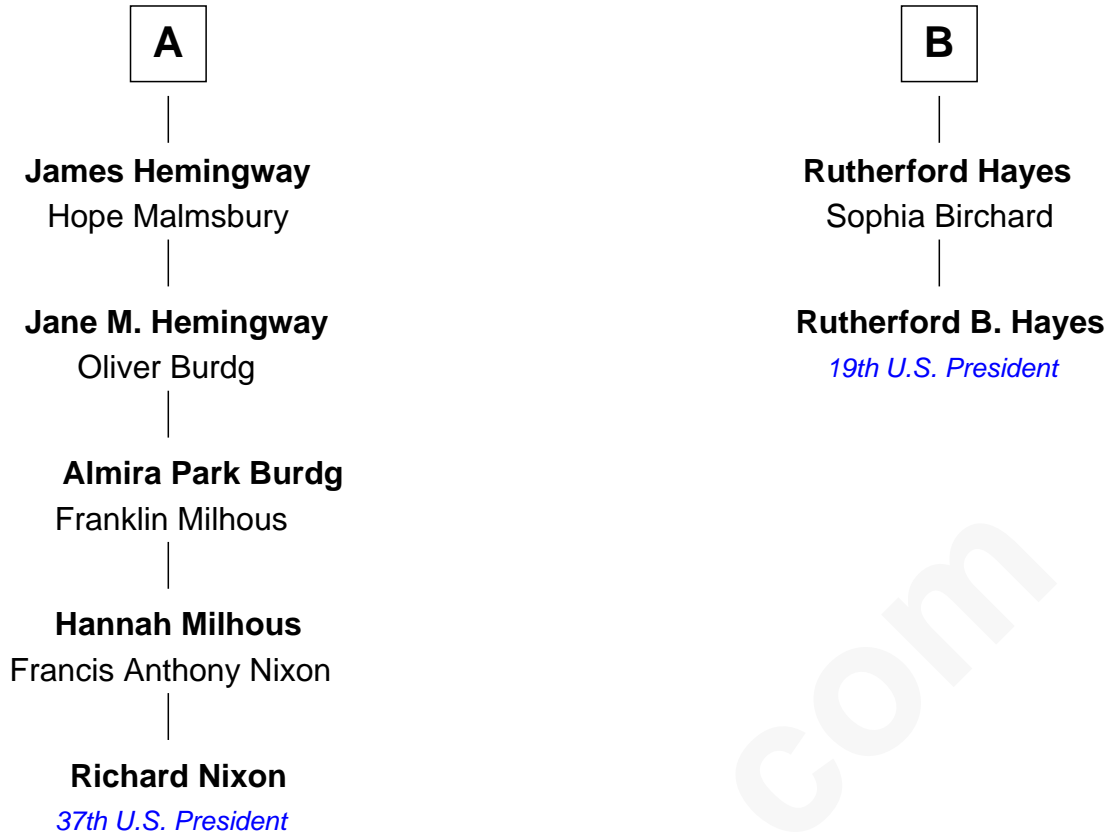 A
James Hemingway
Hope Malmsbury
Jane M. Hemingway
Oliver Burdg
Almira Park Burdg
Franklin Milhous
Hannah Milhous
Francis Anthony Nixon
Richard Nixon
37th U.S. President
B
Rutherford Hayes
Sophia Birchard
Rutherford B. Hayes
19th U.S. President
com